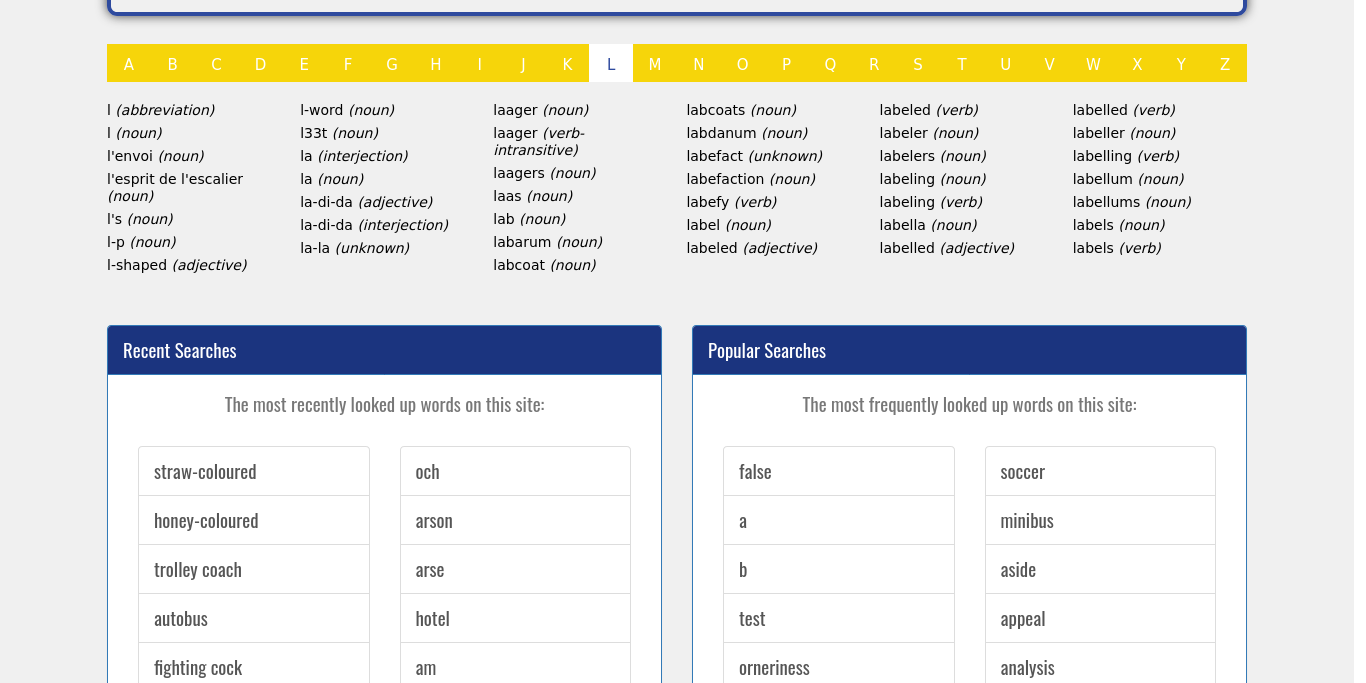 A B C D E F G H I J K L M N O P Q R S T U V W X Y Z
l (abbreviation)
l (noun)
l'envoi (noun)
l'esprit de l'escalier
(noun)
l's (noun)
l-p (noun)
l-shaped (adjective)
l-word (noun)
l33t (noun)
la (interjection)
la (noun)
la-di-da (adjective)
la-di-da (interjection)
la-la (unknown)
laager (noun)
laager (verb-
intransitive)
laagers (noun)
laas (noun)
lab (noun)
labarum (noun)
labcoat (noun)
labcoats (noun)
labdanum (noun)
labefact (unknown)
labefaction (noun)
labefy (verb)
label (noun)
labeled (adjective)
labeled (verb)
labeler (noun)
labelers (noun)
labeling (noun)
labeling (verb)
labella (noun)
labelled (adjective)
labelled (verb)
labeller (noun)
labelling (verb)
labellum (noun)
labellums (noun)
labels (noun)
labels (verb)
Recent Searches
The most recently looked up words on this site:
straw-coloured
honey-coloured
trolley coach
autobus
fighting cock
och
arson
arse
hotel
am
Popular Searches
The most frequently looked up words on this site:
false
a
b
test
orneriness
soccer
minibus
aside
appeal
analysis